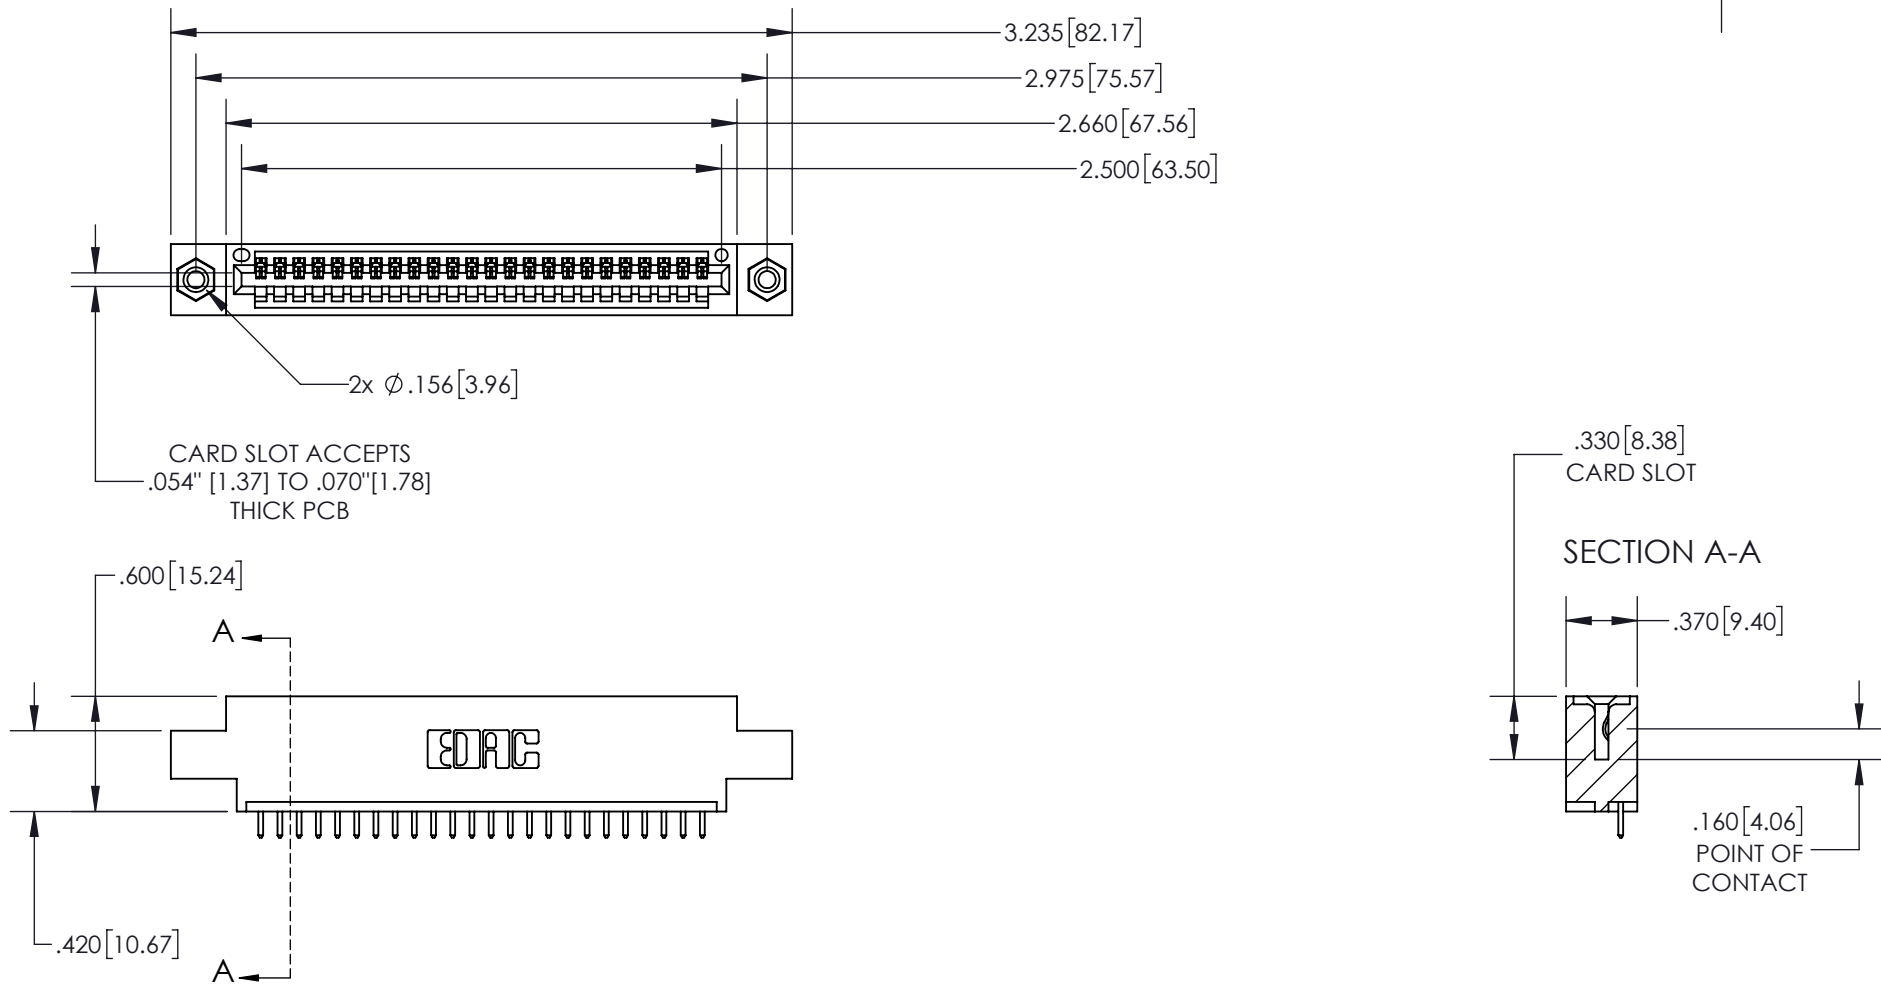 3.235[82.17]
2.975[75.57]
2.660[67.56]
2.500[63.50]
2x Ø.156[3.96]
CARD SLOT ACCEPTS
.054" [1.37] TO .070"[1.78]
THICK PCB
.330[8.38]
CARD SLOT
SECTION A-A
.600[15.24]
A
.370[9.40]
EDAC
.160[4.06]
POINT OF
CONTACT
.420[10.67]
A